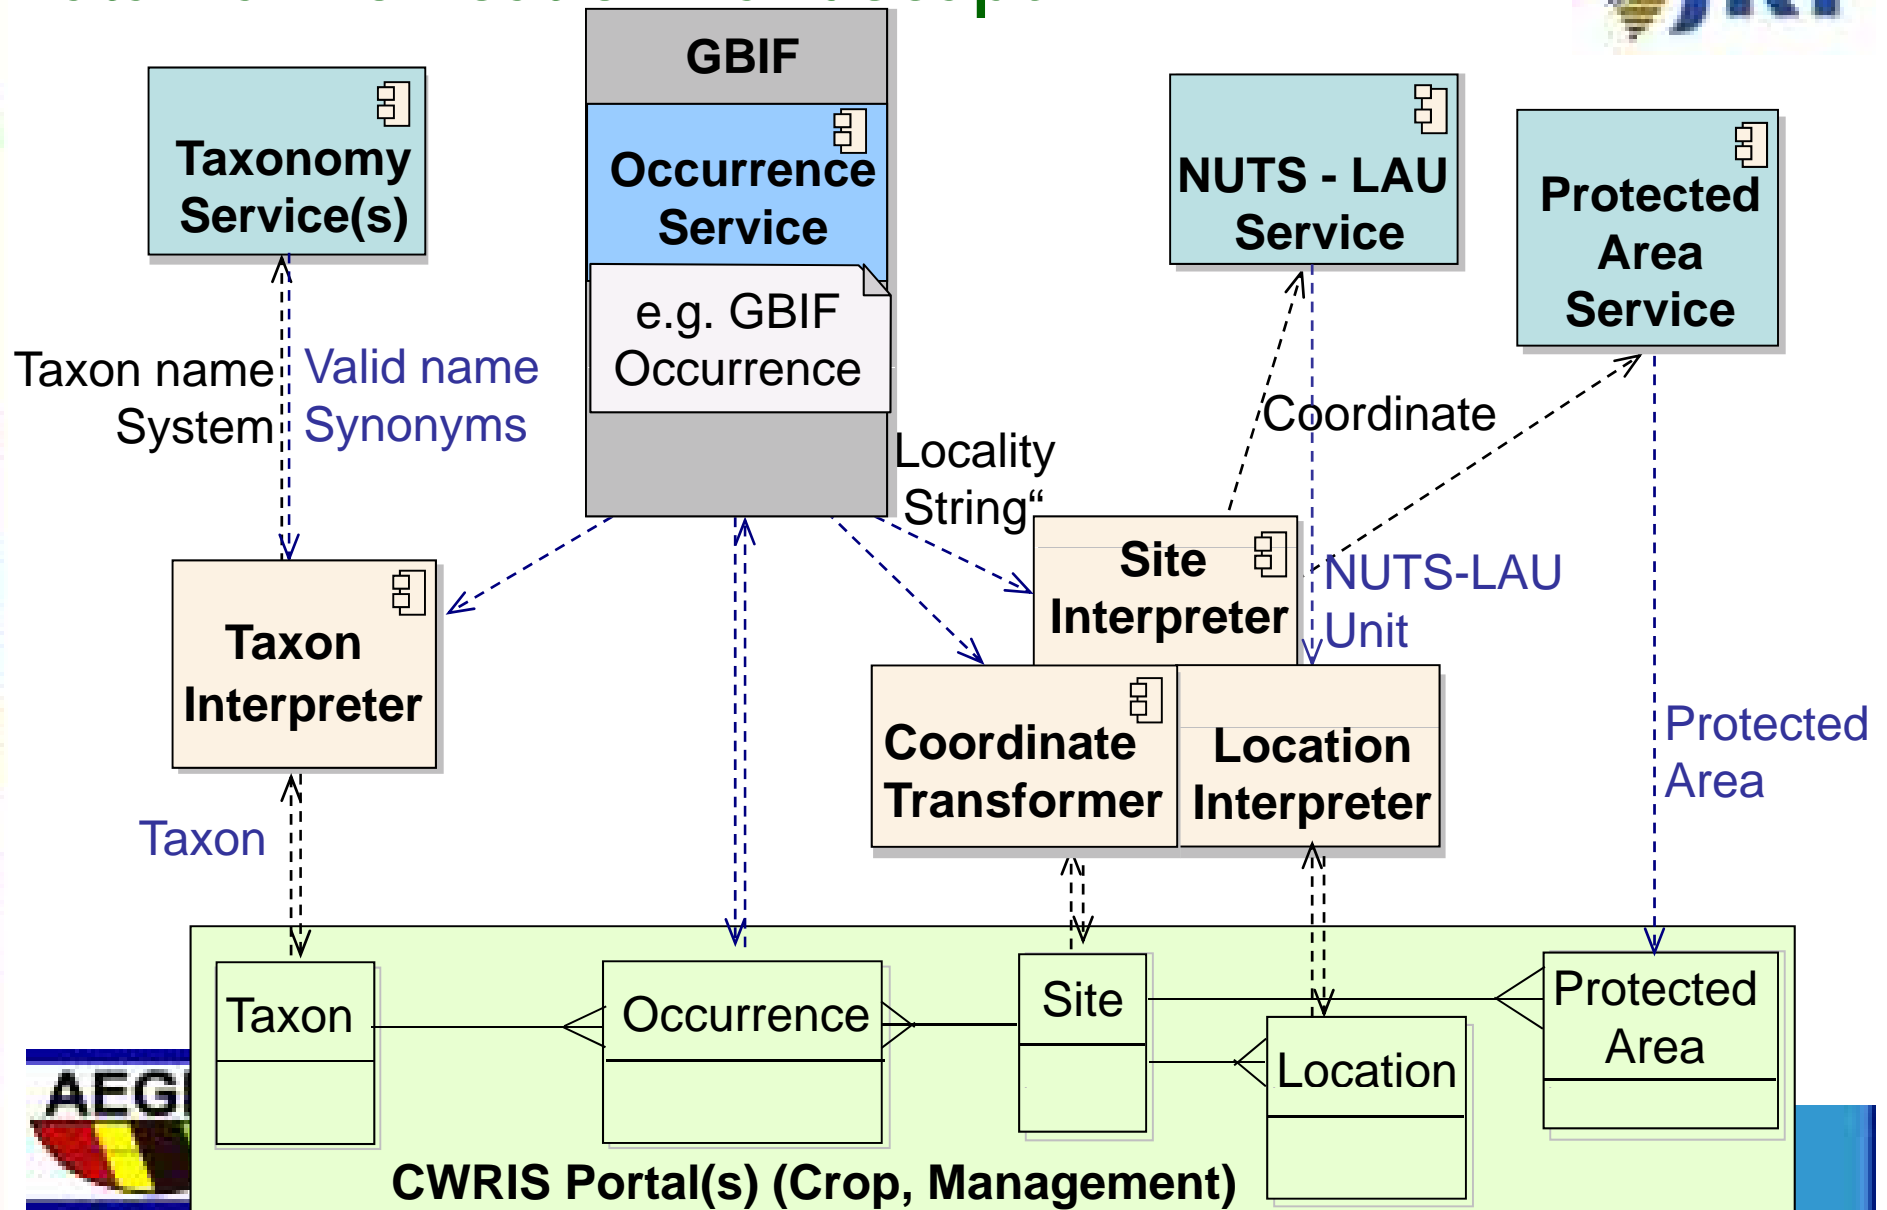 GBIF
Taxonomy
Service(s)
Occurrence
Service
NUTS - LAU
Service
Protected
Area
Service
e.g. GBIF
Occurrence
Taxon name
System
Valid name
Synonyms
Coordinate
Locality
String“
Site
Interpreter
NUTS-LAU
Unit
Taxon
Interpreter
Coordinate
Transformer
Location
Interpreter
Protected
Area
Taxon
Taxon
Occurrence
Site
Location
Protected
Area
AEG
CWRIS Portal(s) (Crop, Management)